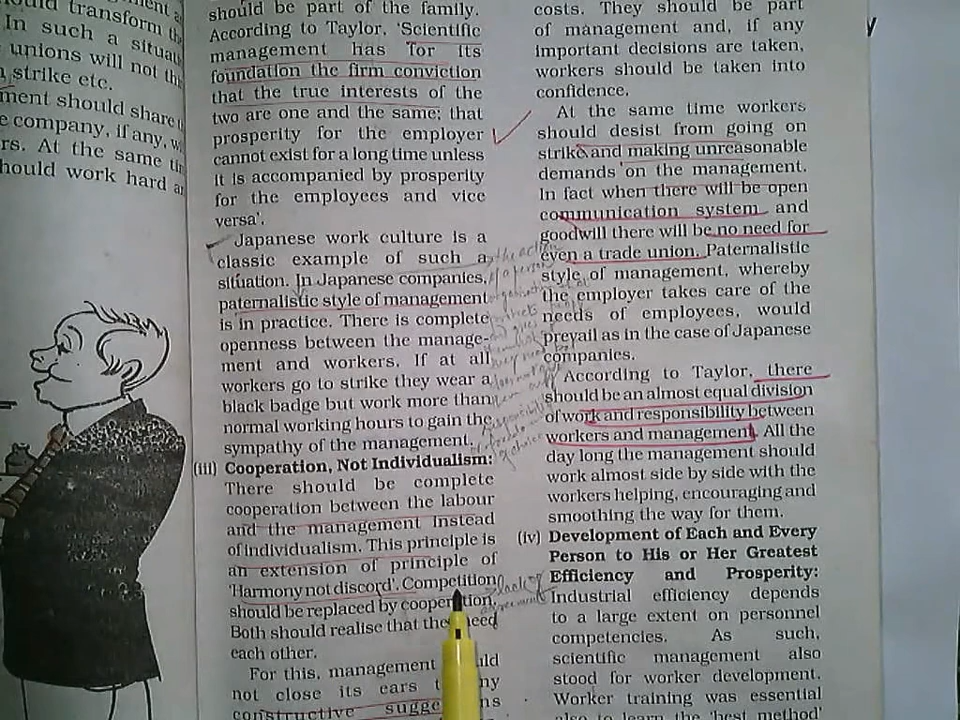 should transform the
In such a situati
unions will not th
strike etc.
ment should share
e company, if any,
rs. At the same
hould work hard
should be part of the family.
According to Taylor, 'Scientific
management has for its
foundation the firm conviction
that the true interests of the
two are one and the same; that
prosperity for the employer
cannot exist for a long time unless
it is accompanied by prosperity
for the employees and vice
versa'.
Japanese work culture is a
classic example of such a
situation. In Japanese companies,
paternalistic style of management
is in practice. There is complete
openness between the manage-
ment and workers. If at all
workers go to strike they wear a
black badge but work more than
normal working hours to gain the
sympathy of the management.
(iii) Cooperation, Not Individualism:
There should be complete
cooperation between the labour
and the management instead
of individualism. This principle is
an extension of principle of
'Harmony not discord'. Competition
should be replaced by cooperation.
Both should realise that they need
each other.
For this, management
not close its ears
constructive
costs. They should be part
of management and, if any
important decisions are taken,
workers should be taken into
confidence.
At the same time workers
should desist from going on
strike and making unreasonable
demands on the management.
In fact when there will be open
communication system and
goodwill there will be no need for
even a trade union. Paternalistic
style of management, whereby
the employer takes care of the
needs of employees, would
prevail as in the case of Japanese
companies.
According to Taylor, there
should be an almost equal division
of work and responsibility between
workers and management. All the
day long the management should
work almost side by side with the
workers helping, encouraging and
smoothing the way for them.
(iv) Development of Each and Every
Person to His or Her Greatest
Efficiency and Prosperity:
Industrial efficiency depends
to a large extent on personnel
competencies. As such,
scientific management also
stood for worker development.
Worker training was essential
also to learn the 'best method'